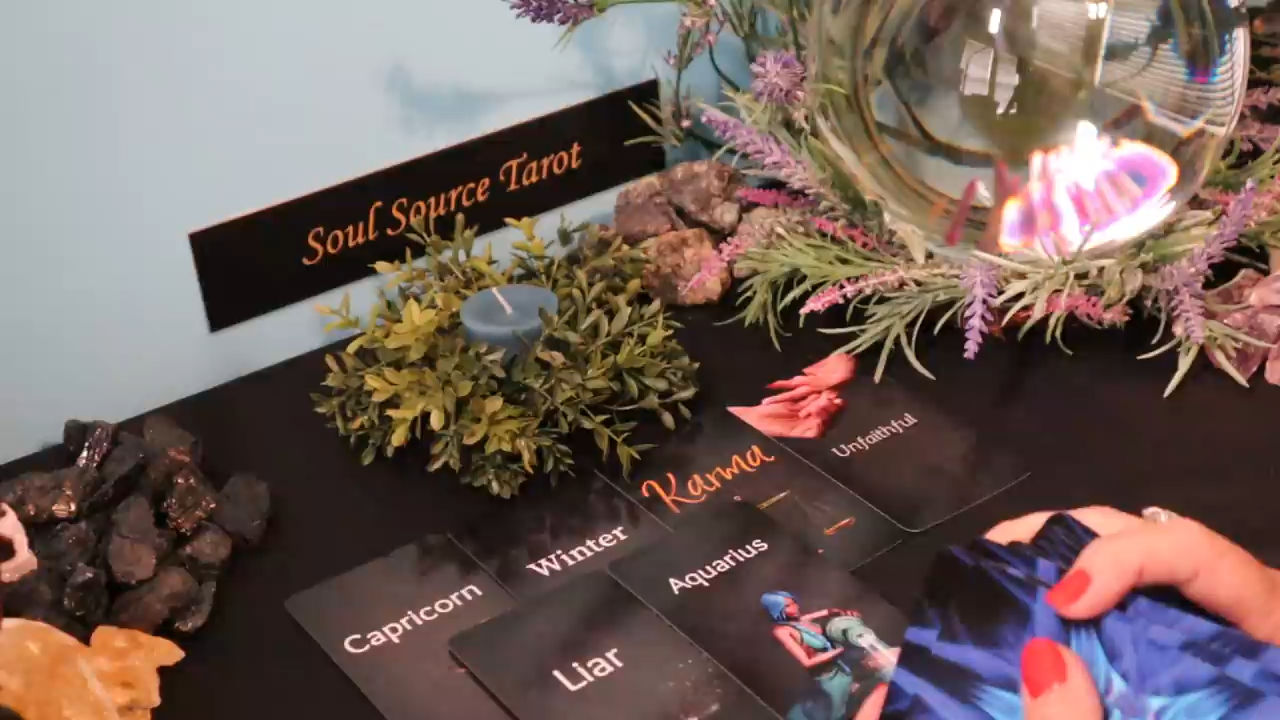 Soul Source Tarot
Unfaithful
Karma
Winter
Aquarius
Capricorn
Liar